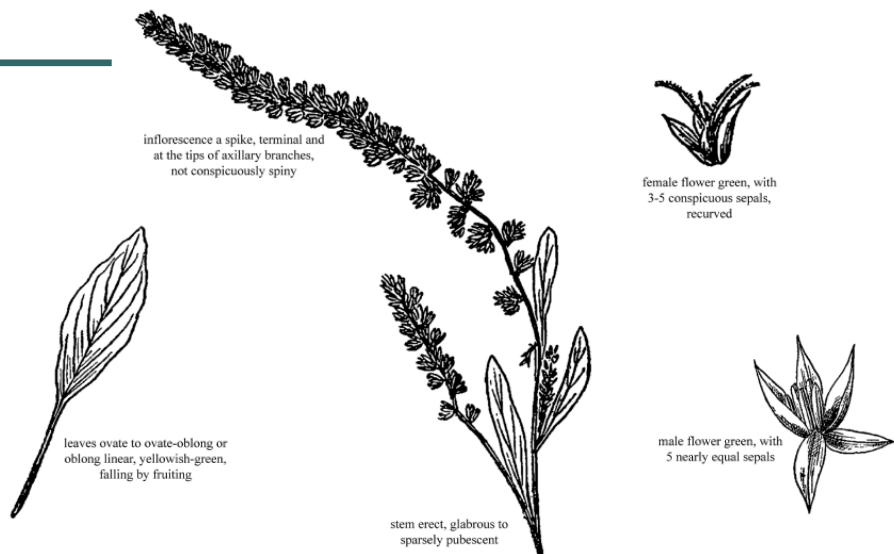 inflorescence a spike, terminal and
at the tips of axillary branches,
not conspicuously spiny
female flower green, with
3-5 conspicuous sepals,
recurved
leaves ovate to ovate-oblong or
oblong linear, yellowish-green,
falling by fruiting
male flower green, with
5 nearly equal sepals
stem erect, glabrous to
sparsely pubescent